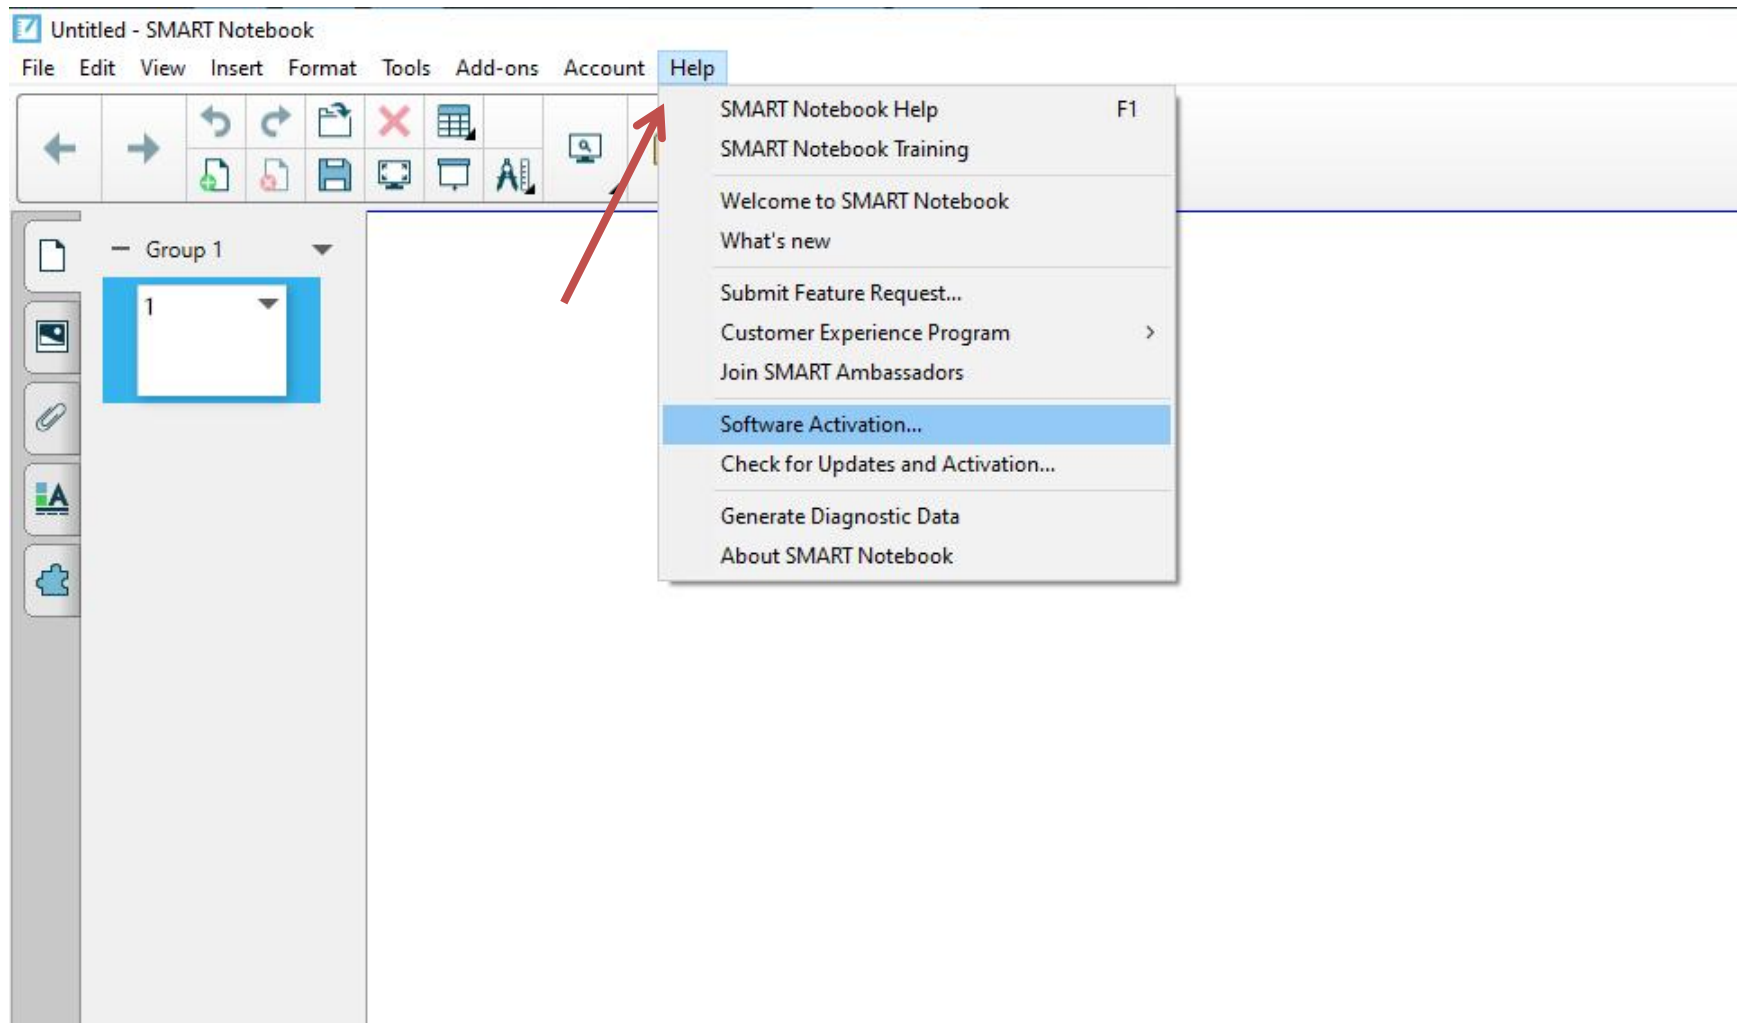 Untitled - SMART Notebook
File Edit View Insert Format Tools Add-ons Account Help
SMART Notebook Help F1
SMART Notebook Training
Welcome to SMART Notebook
What's new
Submit Feature Request...
Customer Experience Program
Join SMART Ambassadors
Software Activation...
Check for Updates and Activation...
Generate Diagnostic Data
About SMART Notebook
Group 1
1